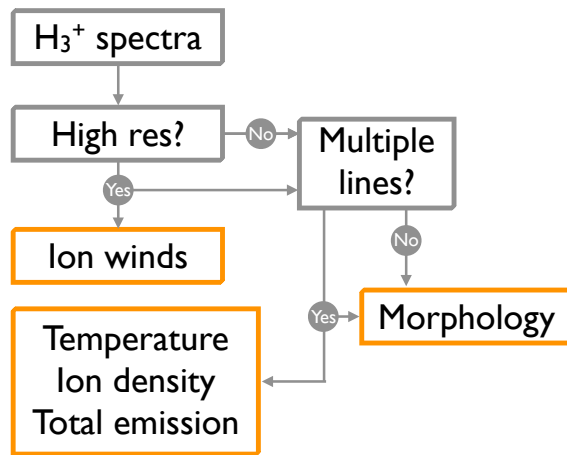 H₃⁺ spectra
High res?
No
Multiple
lines?
Yes
Ion winds
No
Yes
Morphology
Temperature
Ion density
Total emission